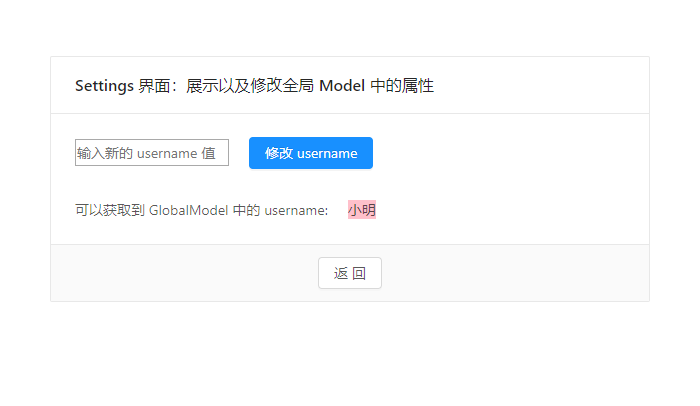 Settings 界面：展示以及修改全局 Model 中的属性
输入新的 username 值 修改 username
可以获取到 GlobalModel 中的 username: 小明
返 回